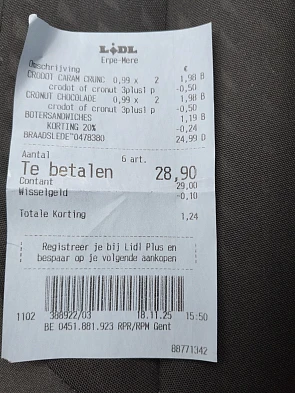 LIDL
Erpe-Mere
Omschrijving €
CRODOT CARAM CRUNC 0,99 x 2 1,98 B
crodot of cronut 3plus1 p -0,50
CRONUT CHOCOLADE 0,99 x 2 1,98 B
crodot of cronut 3plus1 p -0,50
BOTERSANDWICHES 1,19 B
KORTING 20% -0,24
BRAADSLEDE 0478380 24,99 D
Aantal 6 art.
Te betalen 28,90
Contant 29,00
Wisselgeld -0,10
Totale Korting 1,24
Registreer je bij Lidl Plus en
bespaar op je volgende aankopen
1102 388922/03 18.11.25 15:50
BE 0451.881.923 RPR/RPM Gent
88771342